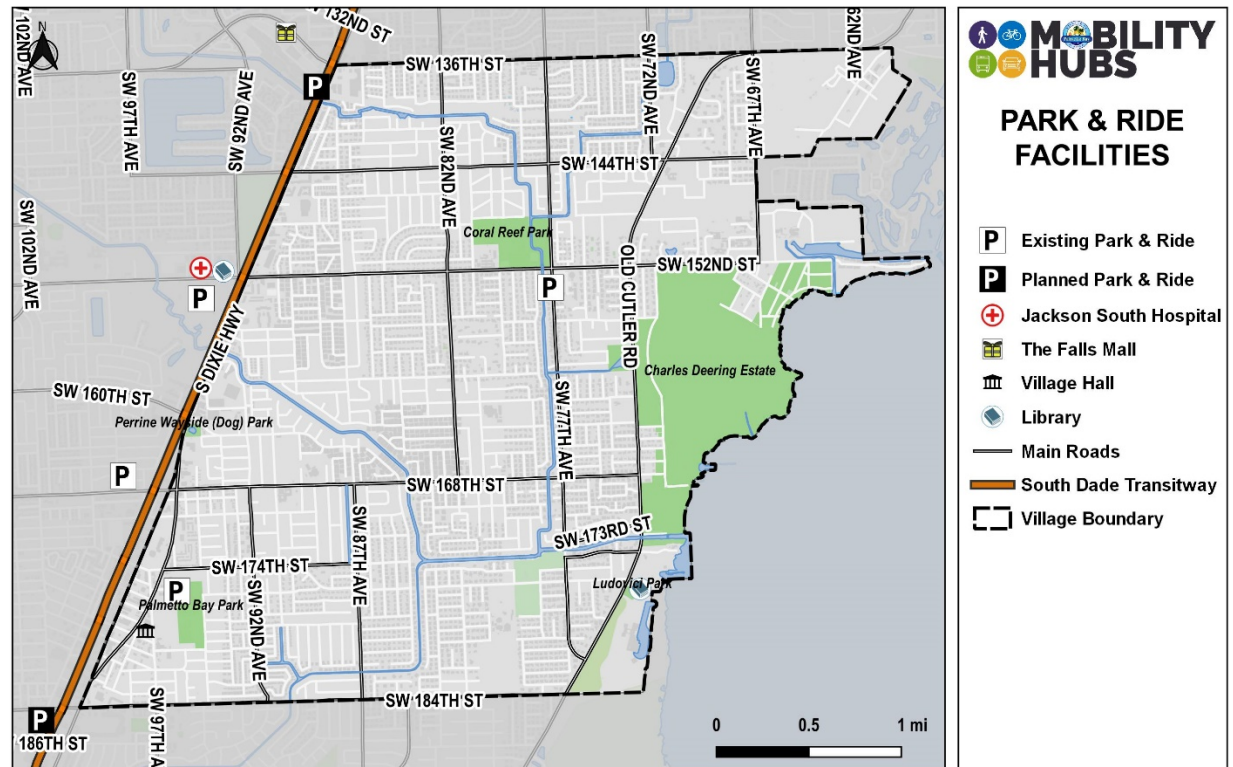 132ND ST
62ND AVE
102ND AVE
N
SW 136TH ST
SW 97TH AVE
SW 92ND AVE
SW 82ND AVE
SW 72ND AVE
SW 67TH AVE
P
SW 144TH ST
SW 102ND AVE
Coral Reef Park
OLD CUTLER RD
SW 152ND ST
P
P
S DIXIE HWY
SW 160TH ST
Charles Deering Estate
Perrine Wayside (Dog) Park
SW 77TH AVE
P
SW 168TH ST
SW 173RD ST
SW 87TH AVE
SW 174TH ST
P
SW 92ND AVE
Ludovici Park
Palmetto Bay Park
SW 184TH ST
SW 97TH A
P
186TH ST
0 0.5 1 mi
MOBILITY
HUBS
PARK & RIDE
FACILITIES
P Existing Park & Ride
P Planned Park & Ride
Jackson South Hospital
The Falls Mall
Village Hall
Library
Main Roads
South Dade Transitway
Village Boundary